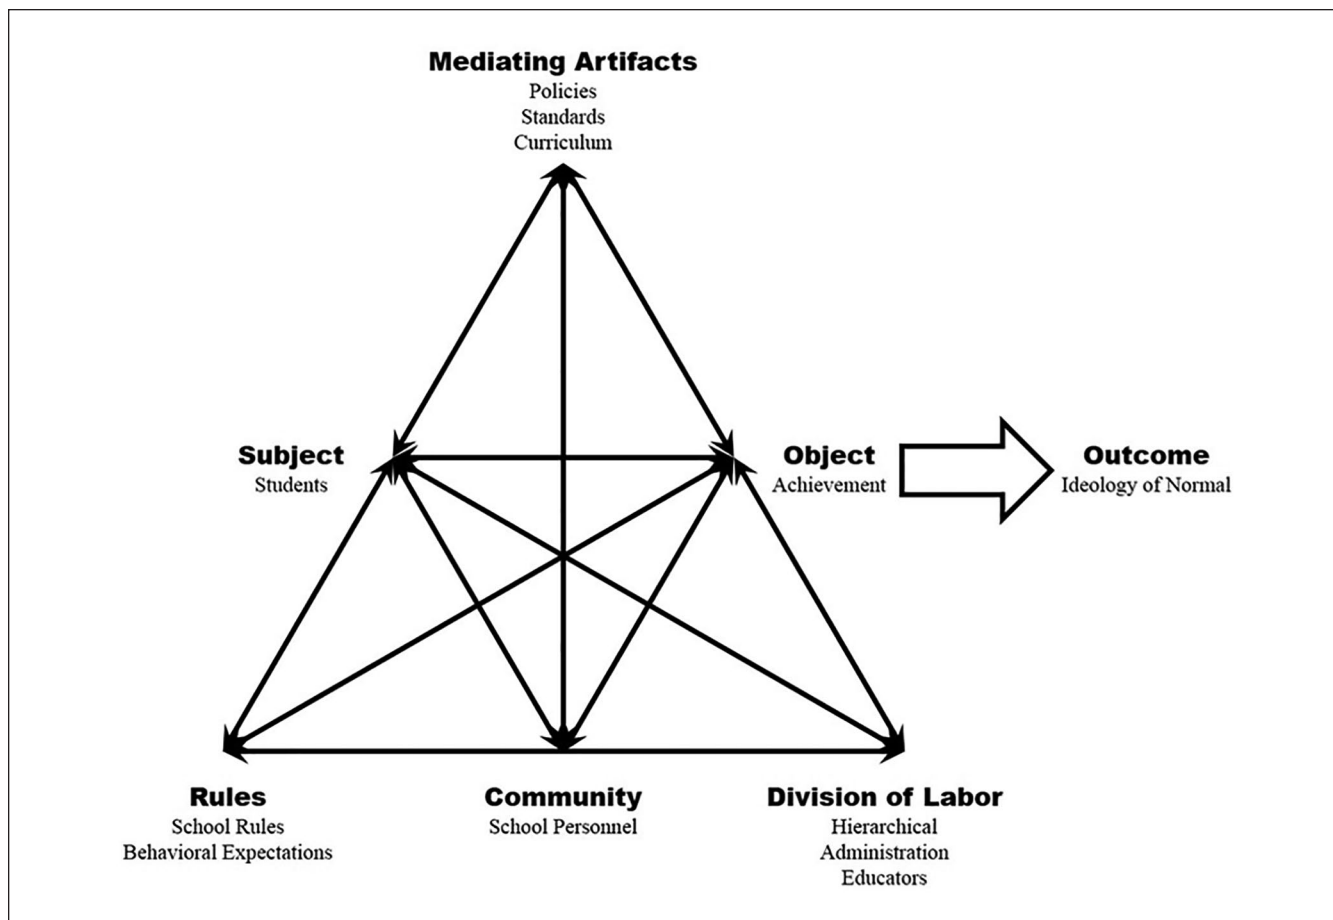 Mediating Artifacts
Policies
Standards
Curriculum
Subject
Students
Object
Achievement
Outcome
Ideology of Normal
Rules
School Rules
Behavioral Expectations
Community
School Personnel
Division of Labor
Hierarchical
Administration
Educators